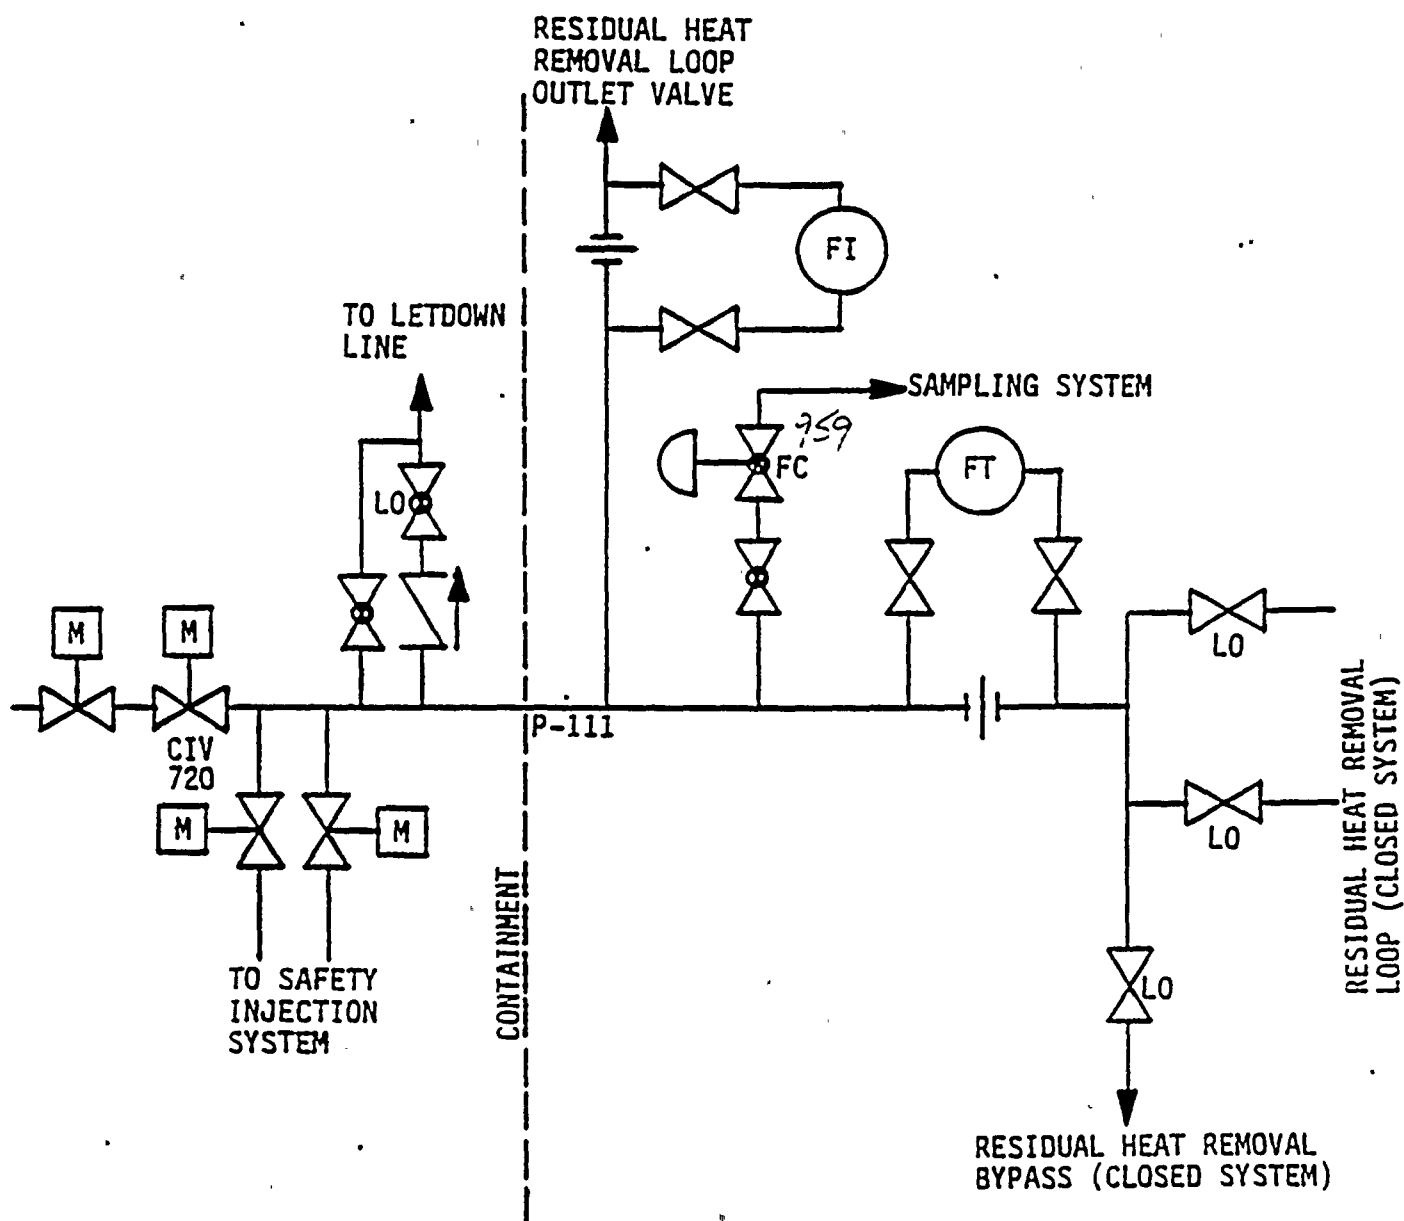 RESIDUAL HEAT
REMOVAL LOOP
OUTLET VALVE
FI
TO LETDOWN
LINE
SAMPLING SYSTEM
959
FC
FT
LO
M
M
LO
P-111
CIV
720
M
M
LO
RESIDUAL HEAT REMOVAL
LOOP (CLOSED SYSTEM)
CONTAINMENT
TO SAFETY
INJECTION
SYSTEM
LO
RESIDUAL HEAT REMOVAL
BYPASS (CLOSED SYSTEM)